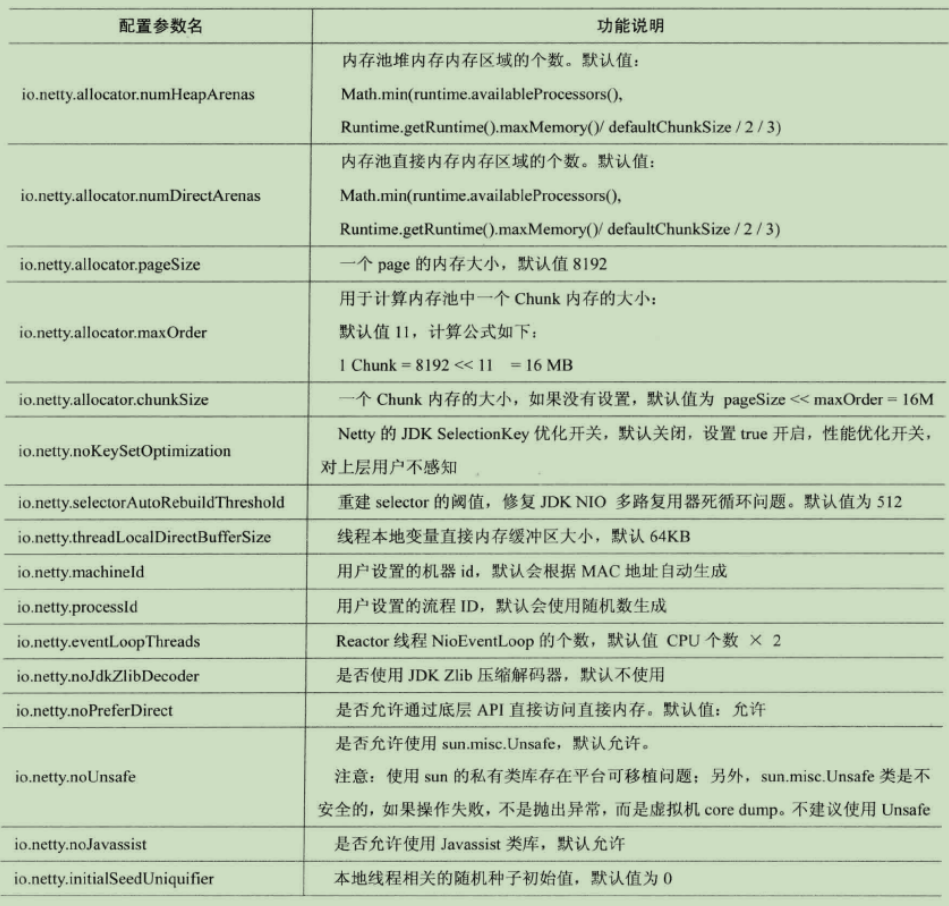 配置参数名 功能说明
io.netty.allocator.numHeapArenas
内存池堆内存内存区域的个数。默认值：
Math.min(runtime.availableProcessors(),
Runtime.getRuntime().maxMemory()/ defaultChunkSize / 2 / 3)
io.netty.allocator.numDirectArenas
内存池直接内存内存区域的个数。默认值：
Math.min(runtime.availableProcessors(),
Runtime.getRuntime().maxMemory()/ defaultChunkSize / 2 / 3)
io.netty.allocator.pageSize 一个 page 的内存大小，默认值 8192
io.netty.allocator.maxOrder
用于计算内存池中一个 Chunk 内存的大小：
默认值 11，计算公式如下：
1 Chunk = 8192 << 11 = 16 MB
io.netty.allocator.chunkSize 一个 Chunk 内存的大小，如果没有设置，默认值为 pageSize << maxOrder = 16M
io.netty.noKeySetOptimization
Netty 的 JDK SelectionKey 优化开关，默认关闭，设置 true 开启，性能优化开关，
对上层用户不感知
io.netty.selectorAutoRebuildThreshold 重建 selector 的阈值，修复 JDK NIO 多路复用器死循环问题。默认值为 512
io.netty.threadLocalDirectBufferSize 线程本地变量直接内存缓冲区大小，默认 64KB
io.netty.machineId 用户设置的机器 id，默认会根据 MAC 地址自动生成
io.netty.processId 用户设置的流程 ID，默认会使用随机数生成
io.netty.eventLoopThreads Reactor 线程 NioEventLoop 的个数，默认值 CPU 个数 × 2
io.netty.noJdkZlibDecoder 是否使用 JDK Zlib 压缩解码器，默认不使用
io.netty.noPreferDirect 是否允许通过底层 API 直接访问直接内存。默认值：允许
io.netty.noUnsafe
是否允许使用 sun.misc.Unsafe，默认允许。
注意：使用 sun 的私有类库存在平台可移植问题；另外，sun.misc.Unsafe 类是不
安全的，如果操作失败，不是抛出异常，而是虚拟机 core dump。不建议使用 Unsafe
io.netty.noJavassist 是否允许使用 Javassist 类库，默认允许
io.netty.initialSeedUniquifier 本地线程相关的随机种子初始值，默认值为 0